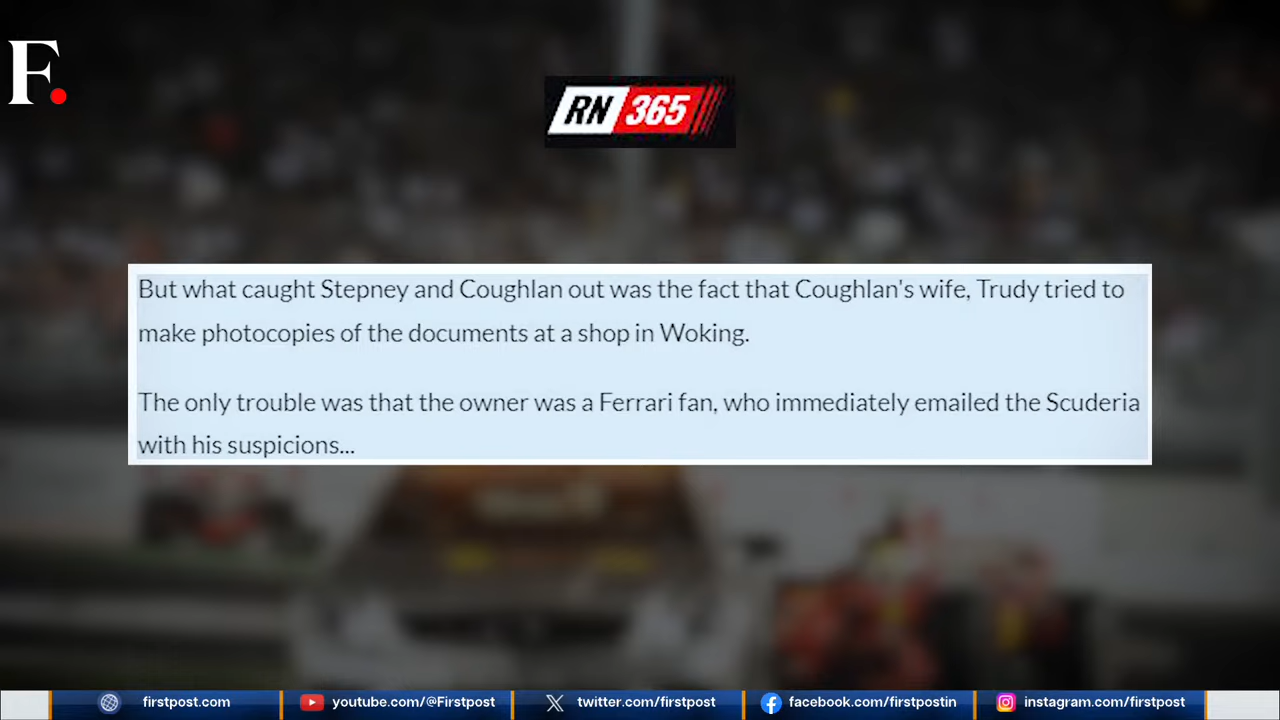 F.
RN 365
But what caught Stepney and Coughlan out was the fact that Coughlan's wife, Trudy tried to
make photocopies of the documents at a shop in Woking.
The only trouble was that the owner was a Ferrari fan, who immediately emailed the Scuderia
with his suspicions...
firstpost.com
youtube.com/@Firstpost
twitter.com/firstpost
facebook.com/firstpostin
instagram.com/firstpost